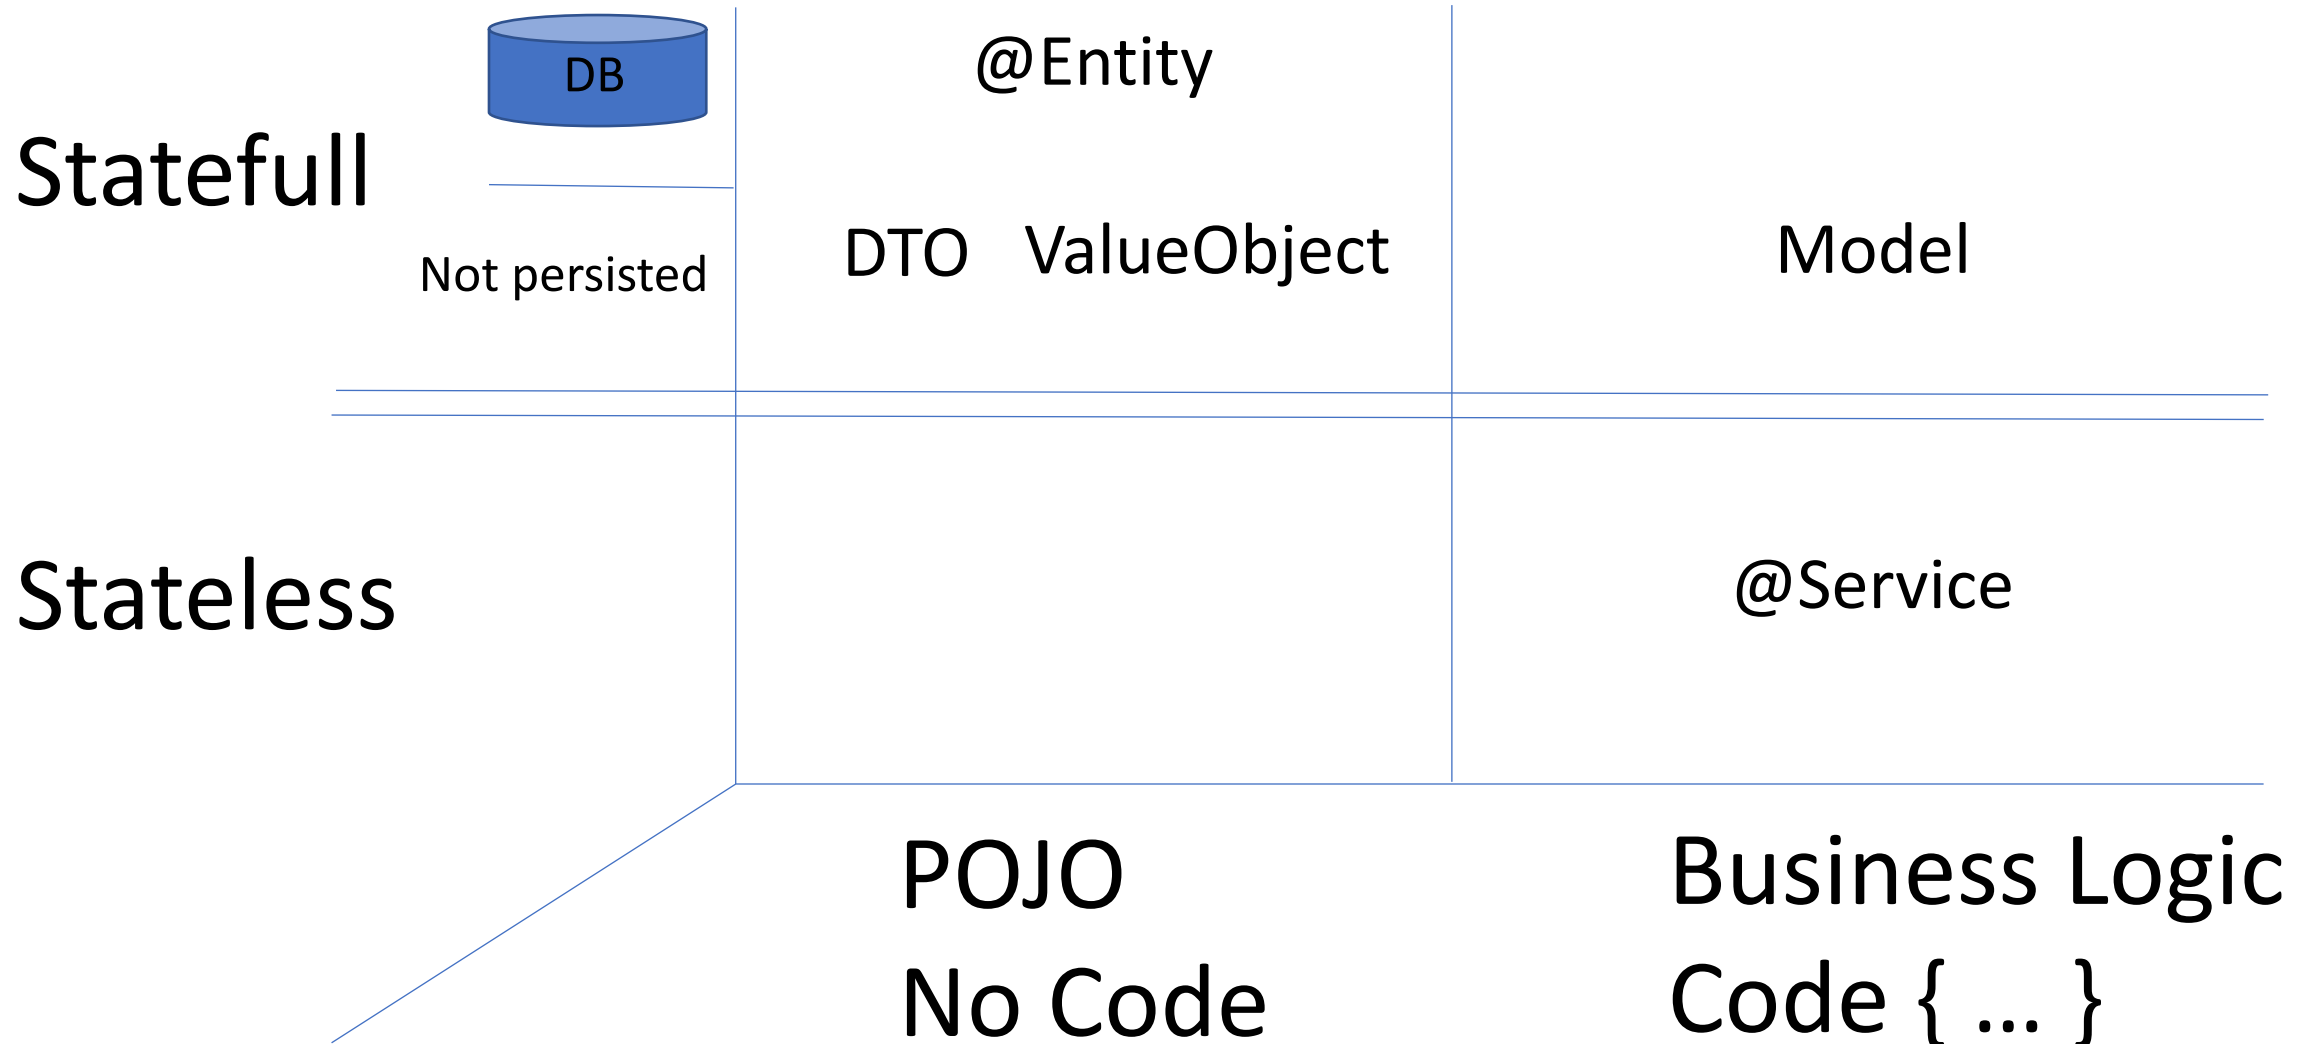 DB
@Entity
Statefull
Not persisted
DTO ValueObject
Model
Stateless
@Service
POJO
No Code
Business Logic
Code { ... }